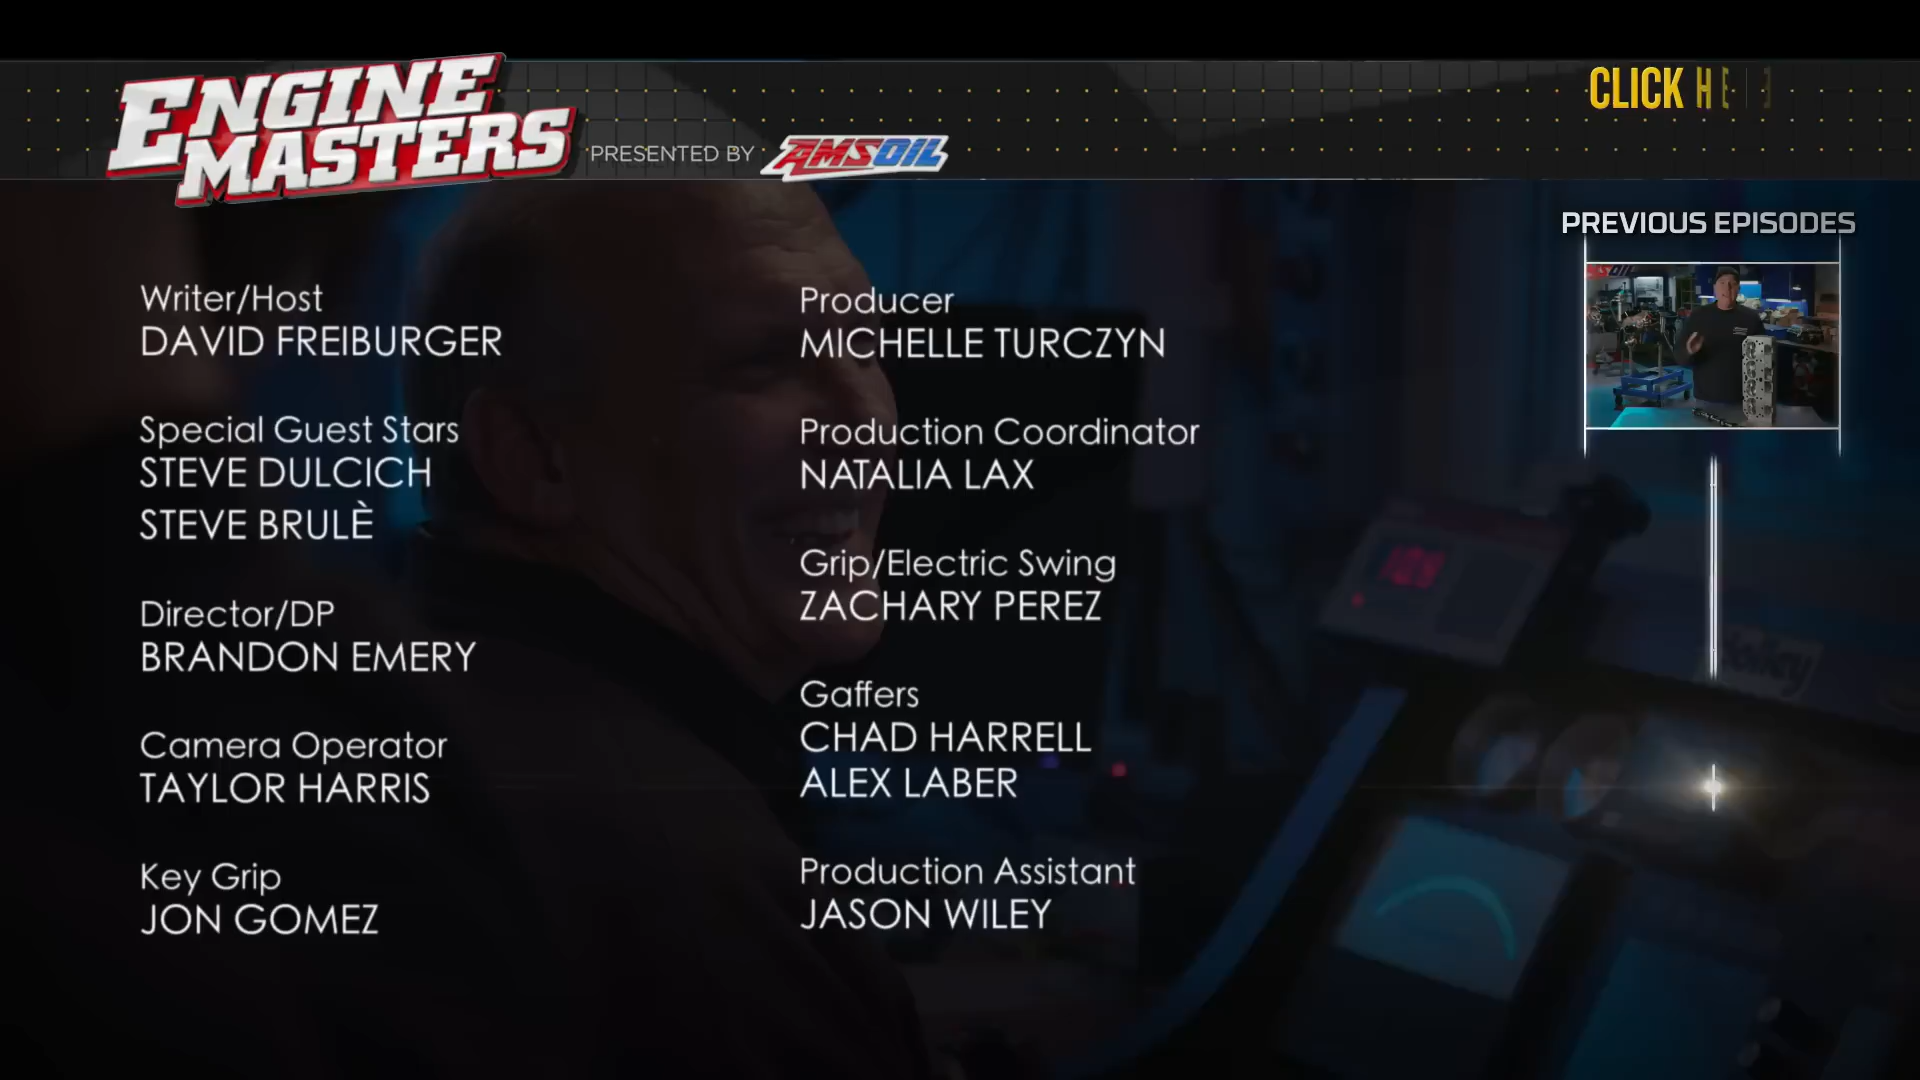 ENGINE
MASTERS
PRESENTED BY
AMSOIL
CLICK HE
PREVIOUS EPISODES
Writer/Host
DAVID FREIBURGER
Special Guest Stars
STEVE DULCICH
STEVE BRULÈ
Director/DP
BRANDON EMERY
Camera Operator
TAYLOR HARRIS
Key Grip
JON GOMEZ
Producer
MICHELLE TURCZYN
Production Coordinator
NATALIA LAX
Grip/Electric Swing
ZACHARY PEREZ
Gaffers
CHAD HARRELL
ALEX LABER
Production Assistant
JASON WILEY